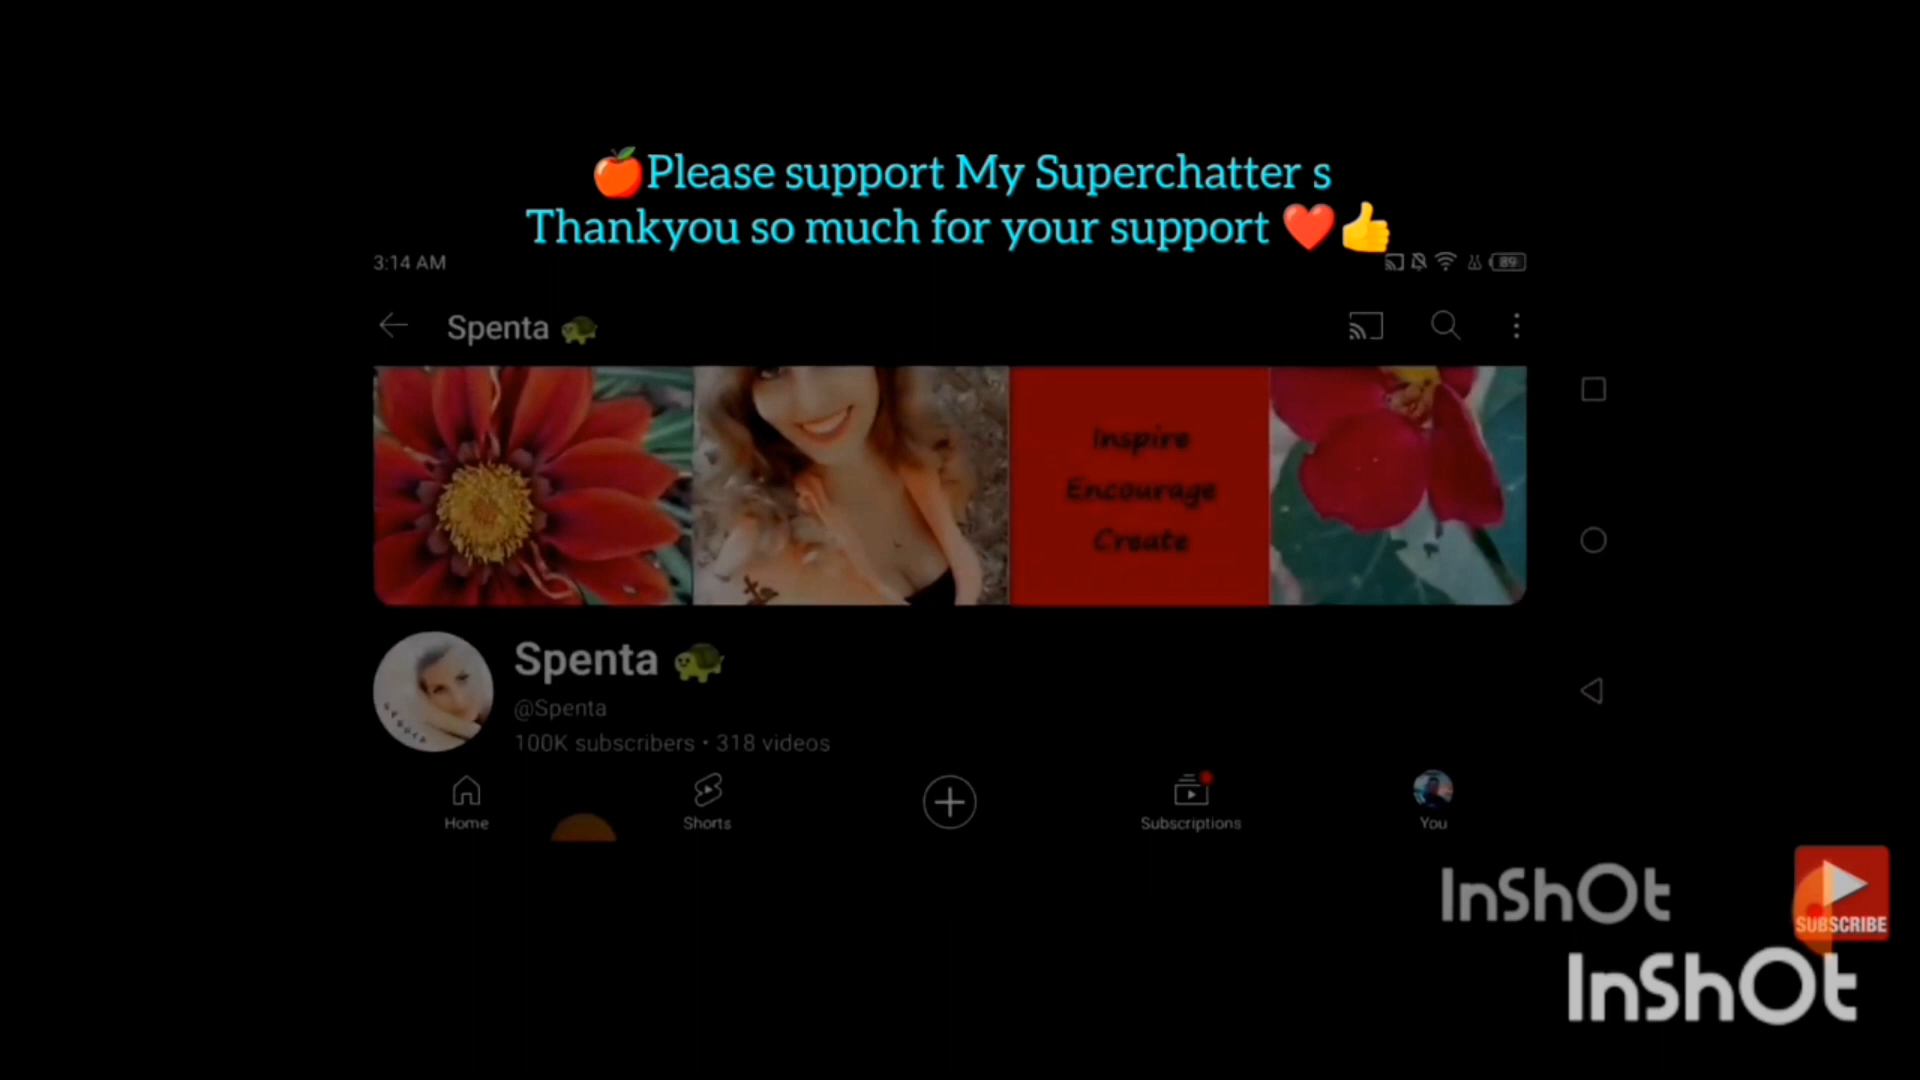 🍎Please support My Superchatter s
Thankyou so much for your support ❤️👍
3:14 AM
89
Spenta 🐢
Inspire
Encourage
Create
Spenta 🐢
@Spenta
100K subscribers • 318 videos
Home
Shorts
Subscriptions
You
InShOt
SUBSCRIBE
InShOt